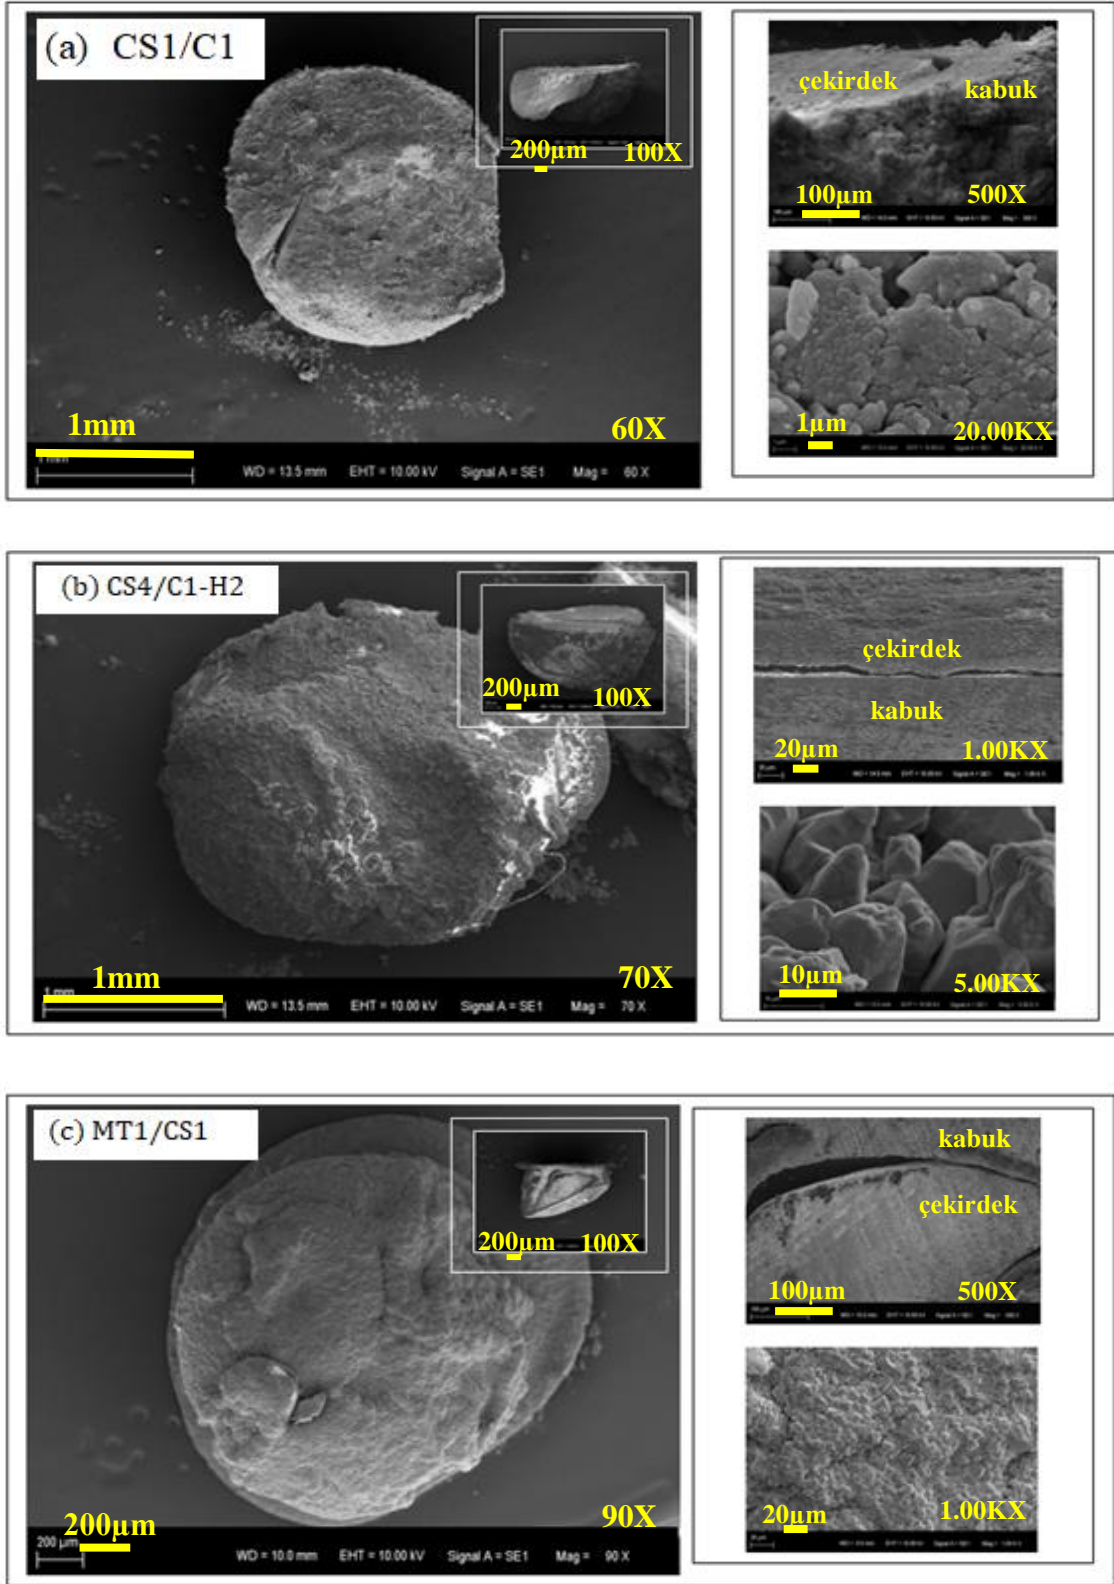 (a) CS1/C1
200µm 100X
1mm 60X
1 mm WD = 13.5 mm EHT = 10.00 kV Signal A = SE1 Mag = 60 X
çekirdek
kabuk
100µm 500X
1µm 20.00KX
(b) CS4/C1-H2
200µm 100X
1mm 70X
1 mm WD = 13.5 mm EHT = 10.00 kV Signal A = SE1 Mag = 70 X
çekirdek
kabuk
20µm 1.00KX
10µm 5.00KX
(c) MT1/CS1
200µm 100X
200µm 90X
200 µm WD = 10.0 mm EHT = 10.00 kV Signal A = SE1 Mag = 90 X
kabuk
çekirdek
100µm 500X
20µm 1.00KX